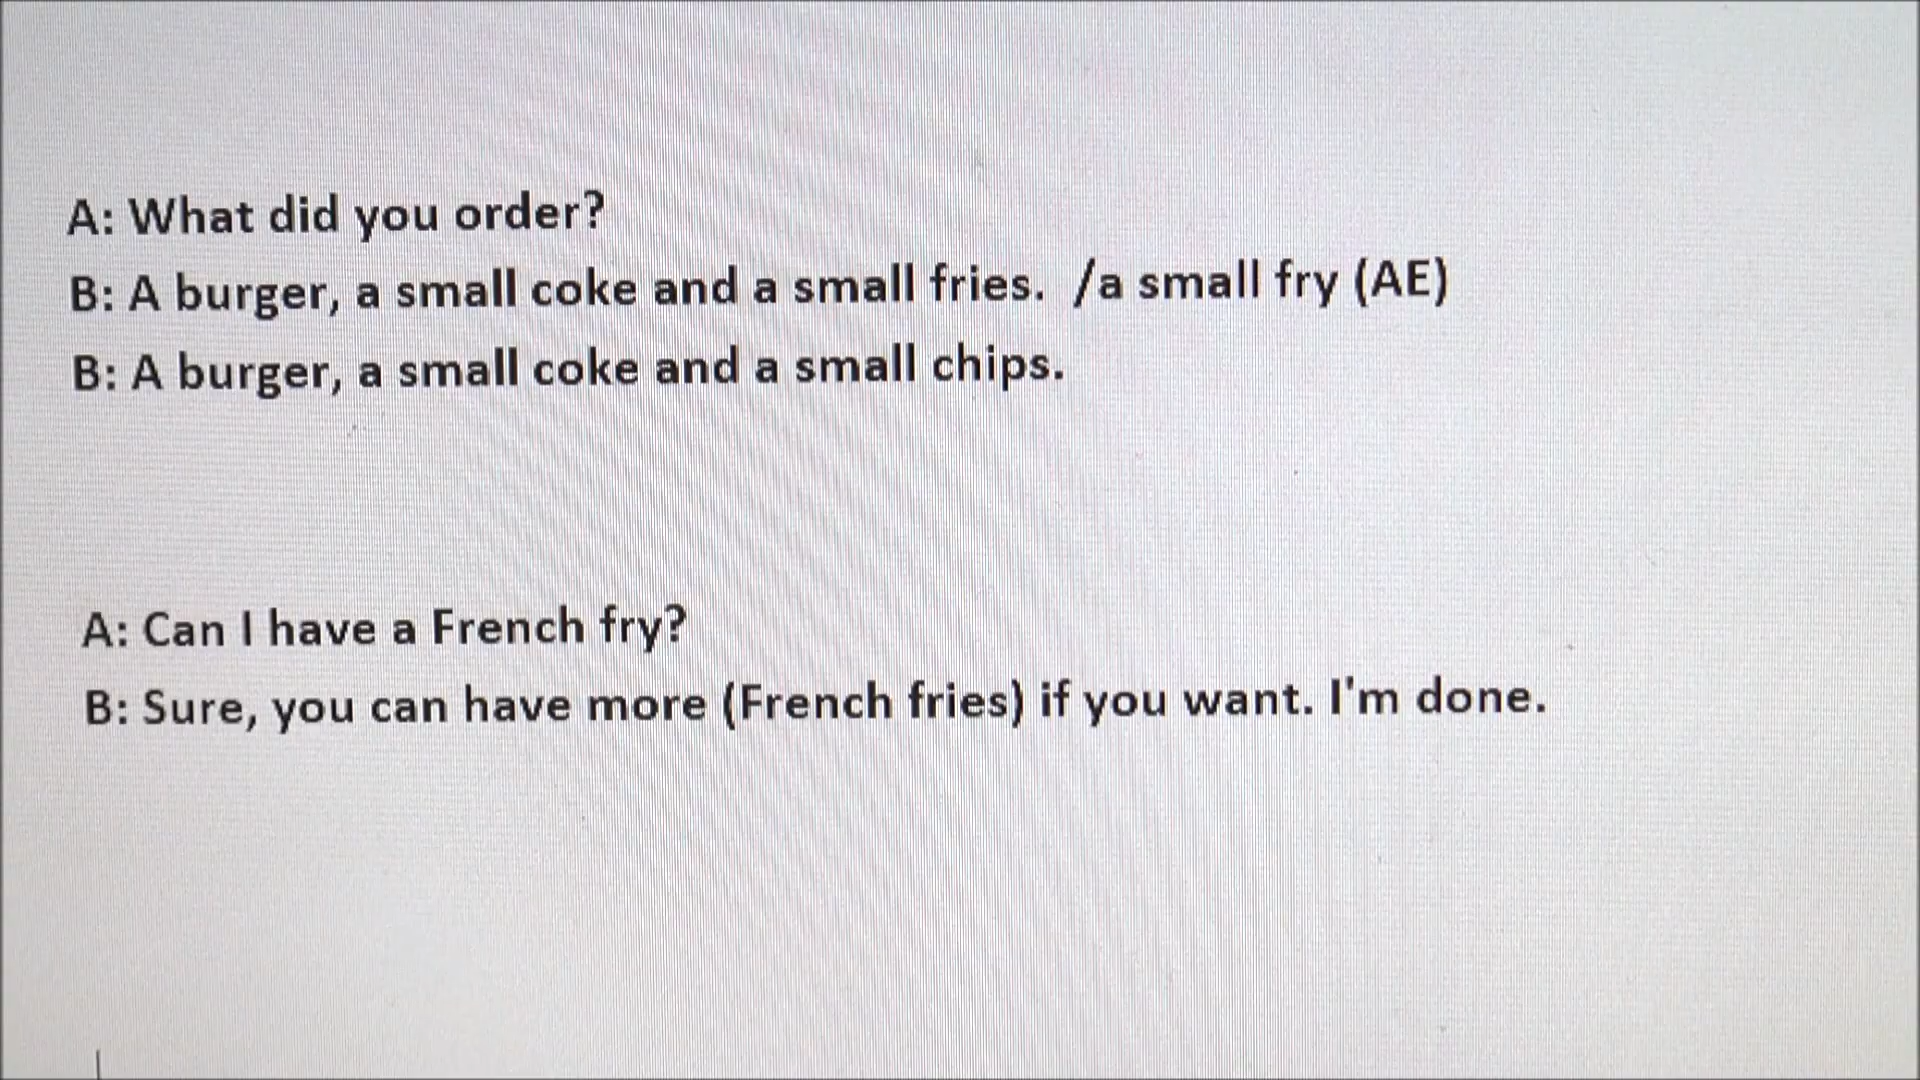 A: What did you order?
B: A burger, a small coke and a small fries. /a small fry (AE)
B: A burger, a small coke and a small chips.
A: Can I have a French fry?
B: Sure, you can have more (French fries) if you want. I'm done.